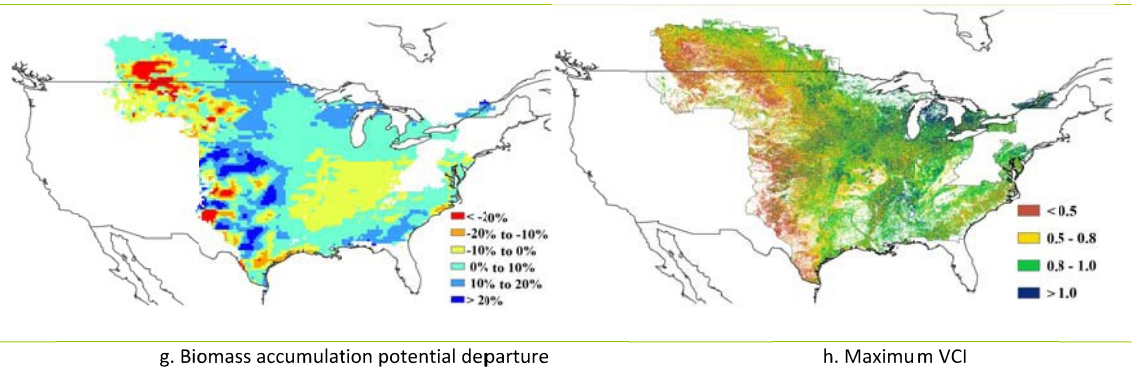 < -20%
-20% to -10%
-10% to 0%
0% to 10%
10% to 20%
> 20%
< 0.5
0.5 - 0.8
0.8 - 1.0
> 1.0
g. Biomass accumulation potential departure
h. Maximum VCI